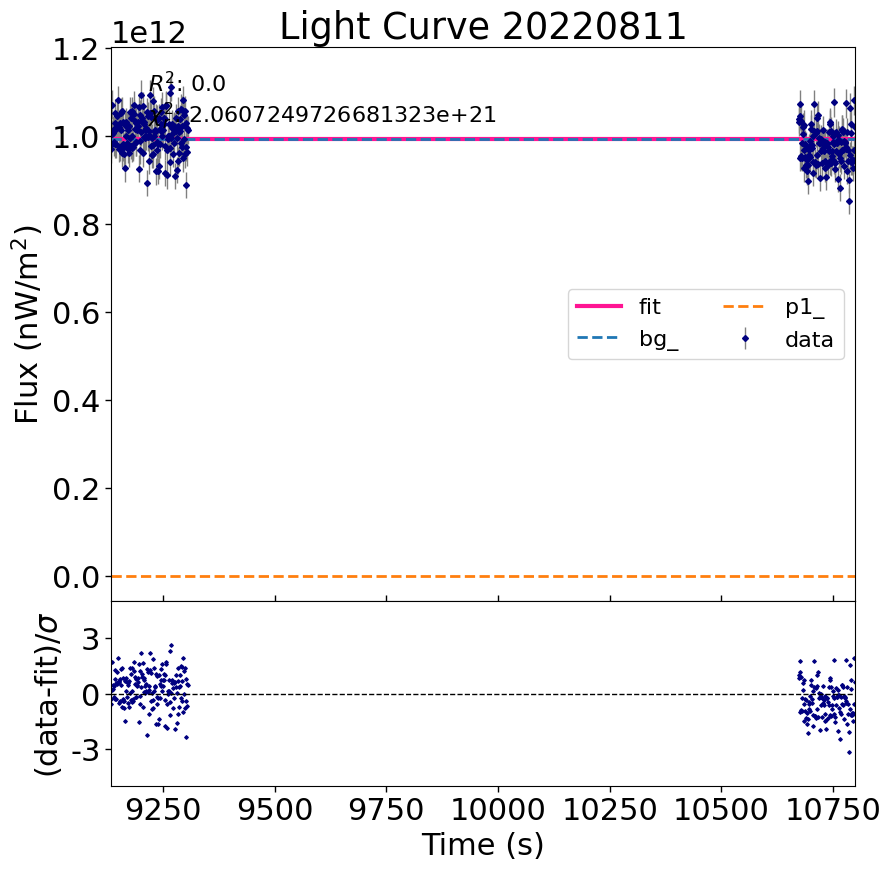 Light Curve 20220811
1e12
1.2
1.0
0.8
0.6
0.4
0.2
0.0
Flux (nW/m²)
R²: 0.0
2.0607249726681323e+21
fit
bg_
p1_
data
3
0
-3
(data-fit)/σ
9250 9500 9750 10000 10250 10500 10750
Time (s)